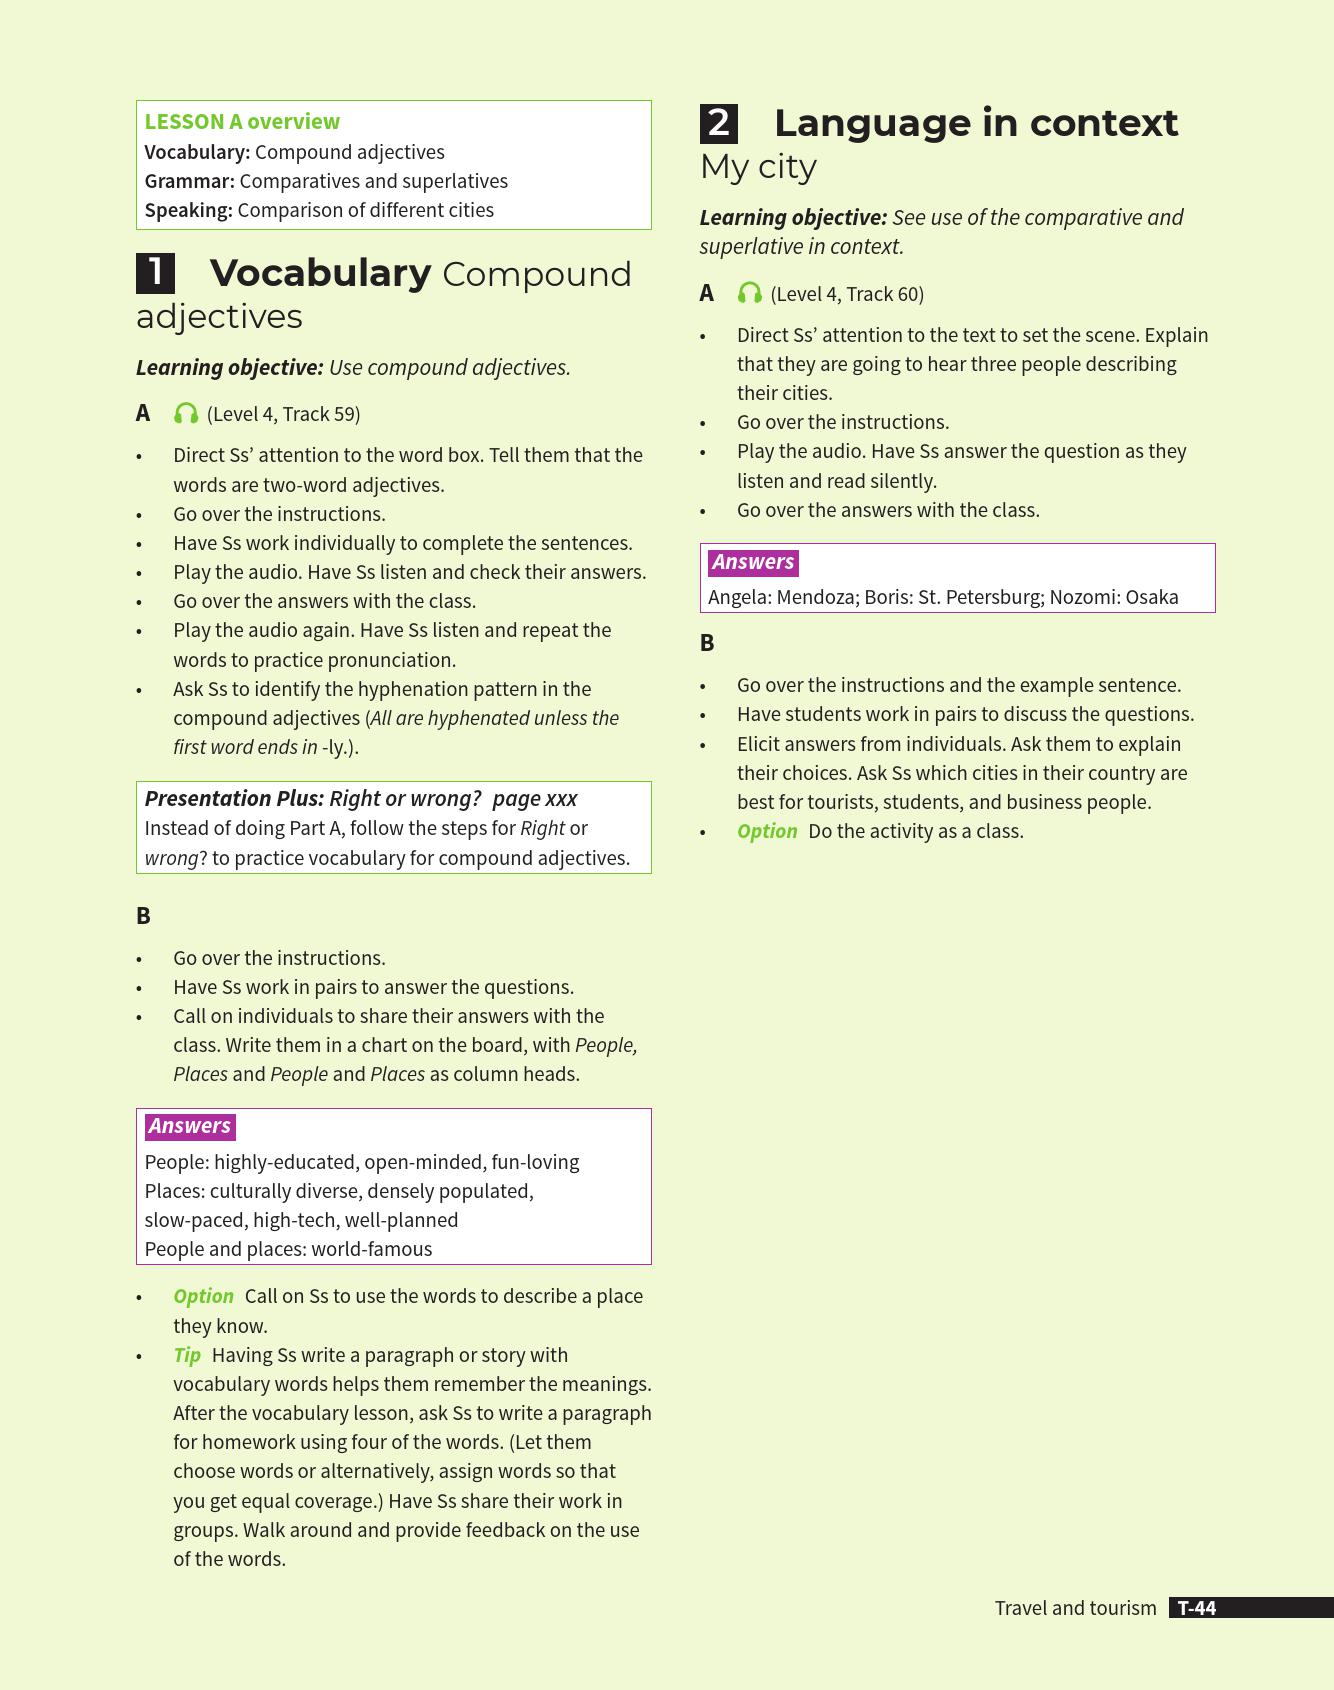 LESSON A overview
Vocabulary: Compound adjectives
Grammar: Comparatives and superlatives
Speaking: Comparison of different cities
1 Vocabulary Compound
adjectives
Learning objective: Use compound adjectives.
A (Level 4, Track 59)
• Direct Ss’ attention to the word box. Tell them that the
words are two-word adjectives.
• Go over the instructions.
• Have Ss work individually to complete the sentences.
• Play the audio. Have Ss listen and check their answers.
• Go over the answers with the class.
• Play the audio again. Have Ss listen and repeat the
words to practice pronunciation.
• Ask Ss to identify the hyphenation pattern in the
compound adjectives (All are hyphenated unless the
first word ends in -ly.).
Presentation Plus: Right or wrong? page xxx
Instead of doing Part A, follow the steps for Right or
wrong? to practice vocabulary for compound adjectives.
B
• Go over the instructions.
• Have Ss work in pairs to answer the questions.
• Call on individuals to share their answers with the
class. Write them in a chart on the board, with People,
Places and People and Places as column heads.
Answers
People: highly-educated, open-minded, fun-loving
Places: culturally diverse, densely populated,
slow-paced, high-tech, well-planned
People and places: world-famous
• Option Call on Ss to use the words to describe a place
they know.
• Tip Having Ss write a paragraph or story with
vocabulary words helps them remember the meanings.
After the vocabulary lesson, ask Ss to write a paragraph
for homework using four of the words. (Let them
choose words or alternatively, assign words so that
you get equal coverage.) Have Ss share their work in
groups. Walk around and provide feedback on the use
of the words.
2 Language in context
My city
Learning objective: See use of the comparative and
superlative in context.
A (Level 4, Track 60)
• Direct Ss’ attention to the text to set the scene. Explain
that they are going to hear three people describing
their cities.
• Go over the instructions.
• Play the audio. Have Ss answer the question as they
listen and read silently.
• Go over the answers with the class.
Answers
Angela: Mendoza; Boris: St. Petersburg; Nozomi: Osaka
B
• Go over the instructions and the example sentence.
• Have students work in pairs to discuss the questions.
• Elicit answers from individuals. Ask them to explain
their choices. Ask Ss which cities in their country are
best for tourists, students, and business people.
• Option Do the activity as a class.
Travel and tourism T-44